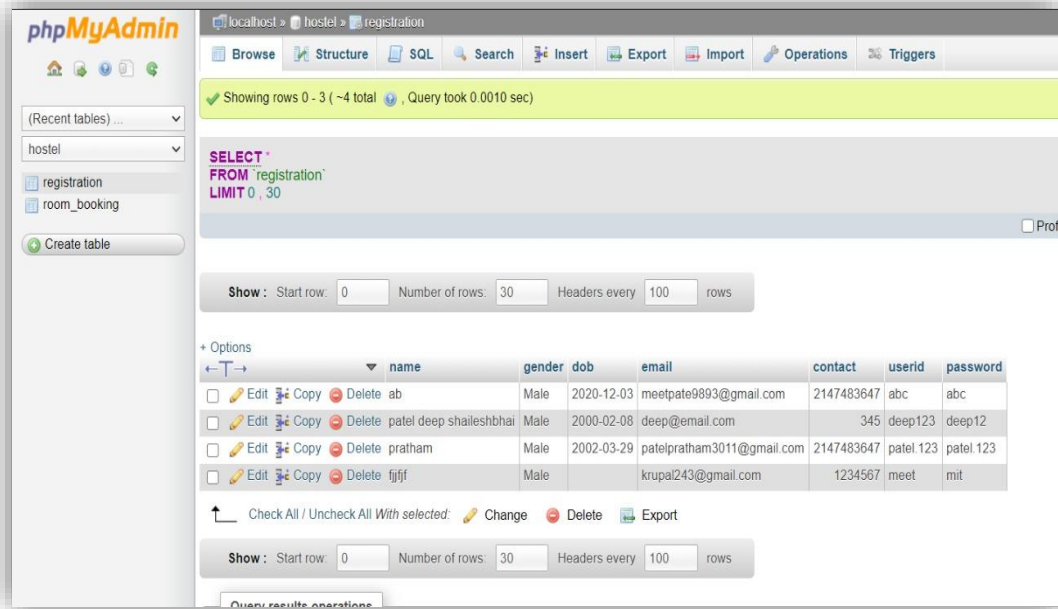 phpMyAdmin
localhost » hostel » registration
Browse Structure SQL Search Insert Export Import Operations Triggers
Showing rows 0 - 3 ( ~4 total , Query took 0.0010 sec)
(Recent tables) ...
hostel
registration
room_booking
Create table
SELECT *
FROM `registration`
LIMIT 0 , 30
Prof
Show : Start row: 0 Number of rows: 30 Headers every 100 rows
+ Options
←T→ name gender dob email contact userid password
Edit Copy Delete ab Male 2020-12-03 meetpate9893@gmail.com 2147483647 abc abc
Edit Copy Delete patel deep shaileshbhai Male 2000-02-08 deep@email.com 345 deep123 deep12
Edit Copy Delete pratham Male 2002-03-29 patelpratham3011@gmail.com 2147483647 patel.123 patel.123
Edit Copy Delete fjjfjf Male krupal243@gmail.com 1234567 meet mit
Check All / Uncheck All With selected: Change Delete Export
Show : Start row: 0 Number of rows: 30 Headers every 100 rows
Query results operations